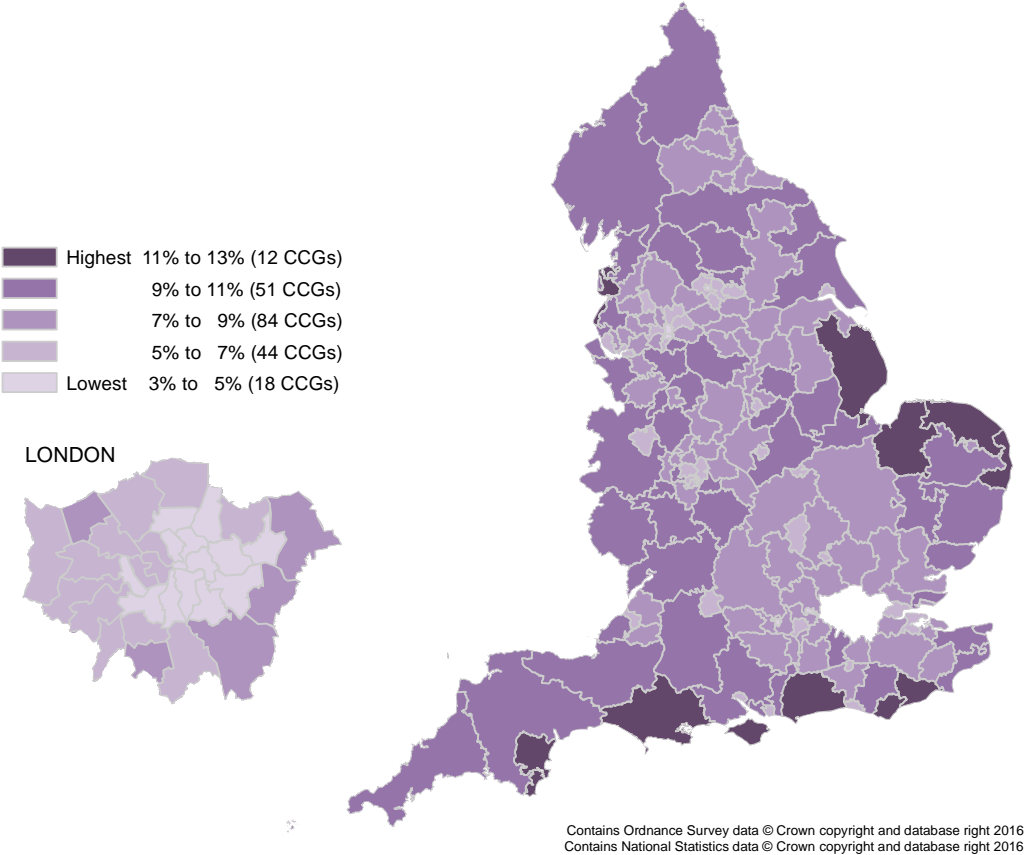 Highest 11% to 13% (12 CCGs)
9% to 11% (51 CCGs)
7% to 9% (84 CCGs)
5% to 7% (44 CCGs)
Lowest 3% to 5% (18 CCGs)
LONDON
Contains Ordnance Survey data © Crown copyright and database right 2016
Contains National Statistics data © Crown copyright and database right 2016